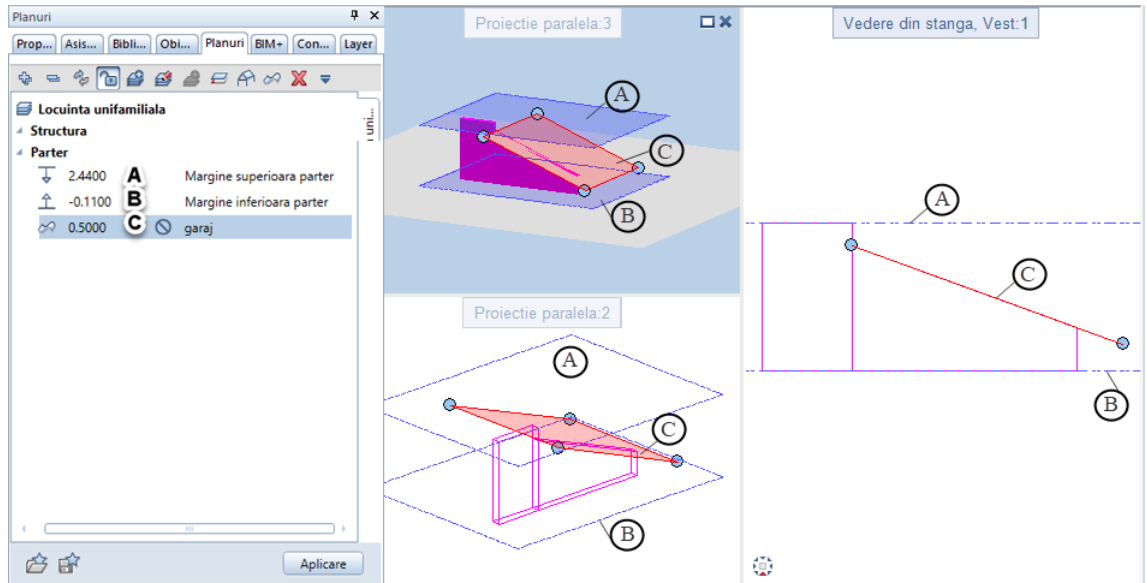 Planuri
Prop... Asis... Bibli... Obi... Planuri BIM+ Con... Layer
Locuinta unifamiliala
Structura
Parter
2.4400 A Margine superioara parter
-0.1100 B Margine inferioara parter
0.5000 C garaj
uni...
Aplicare
Proiectie paralela:3
A
C
B
Proiectie paralela:2
A
C
B
Vedere din stanga, Vest:1
A
C
B